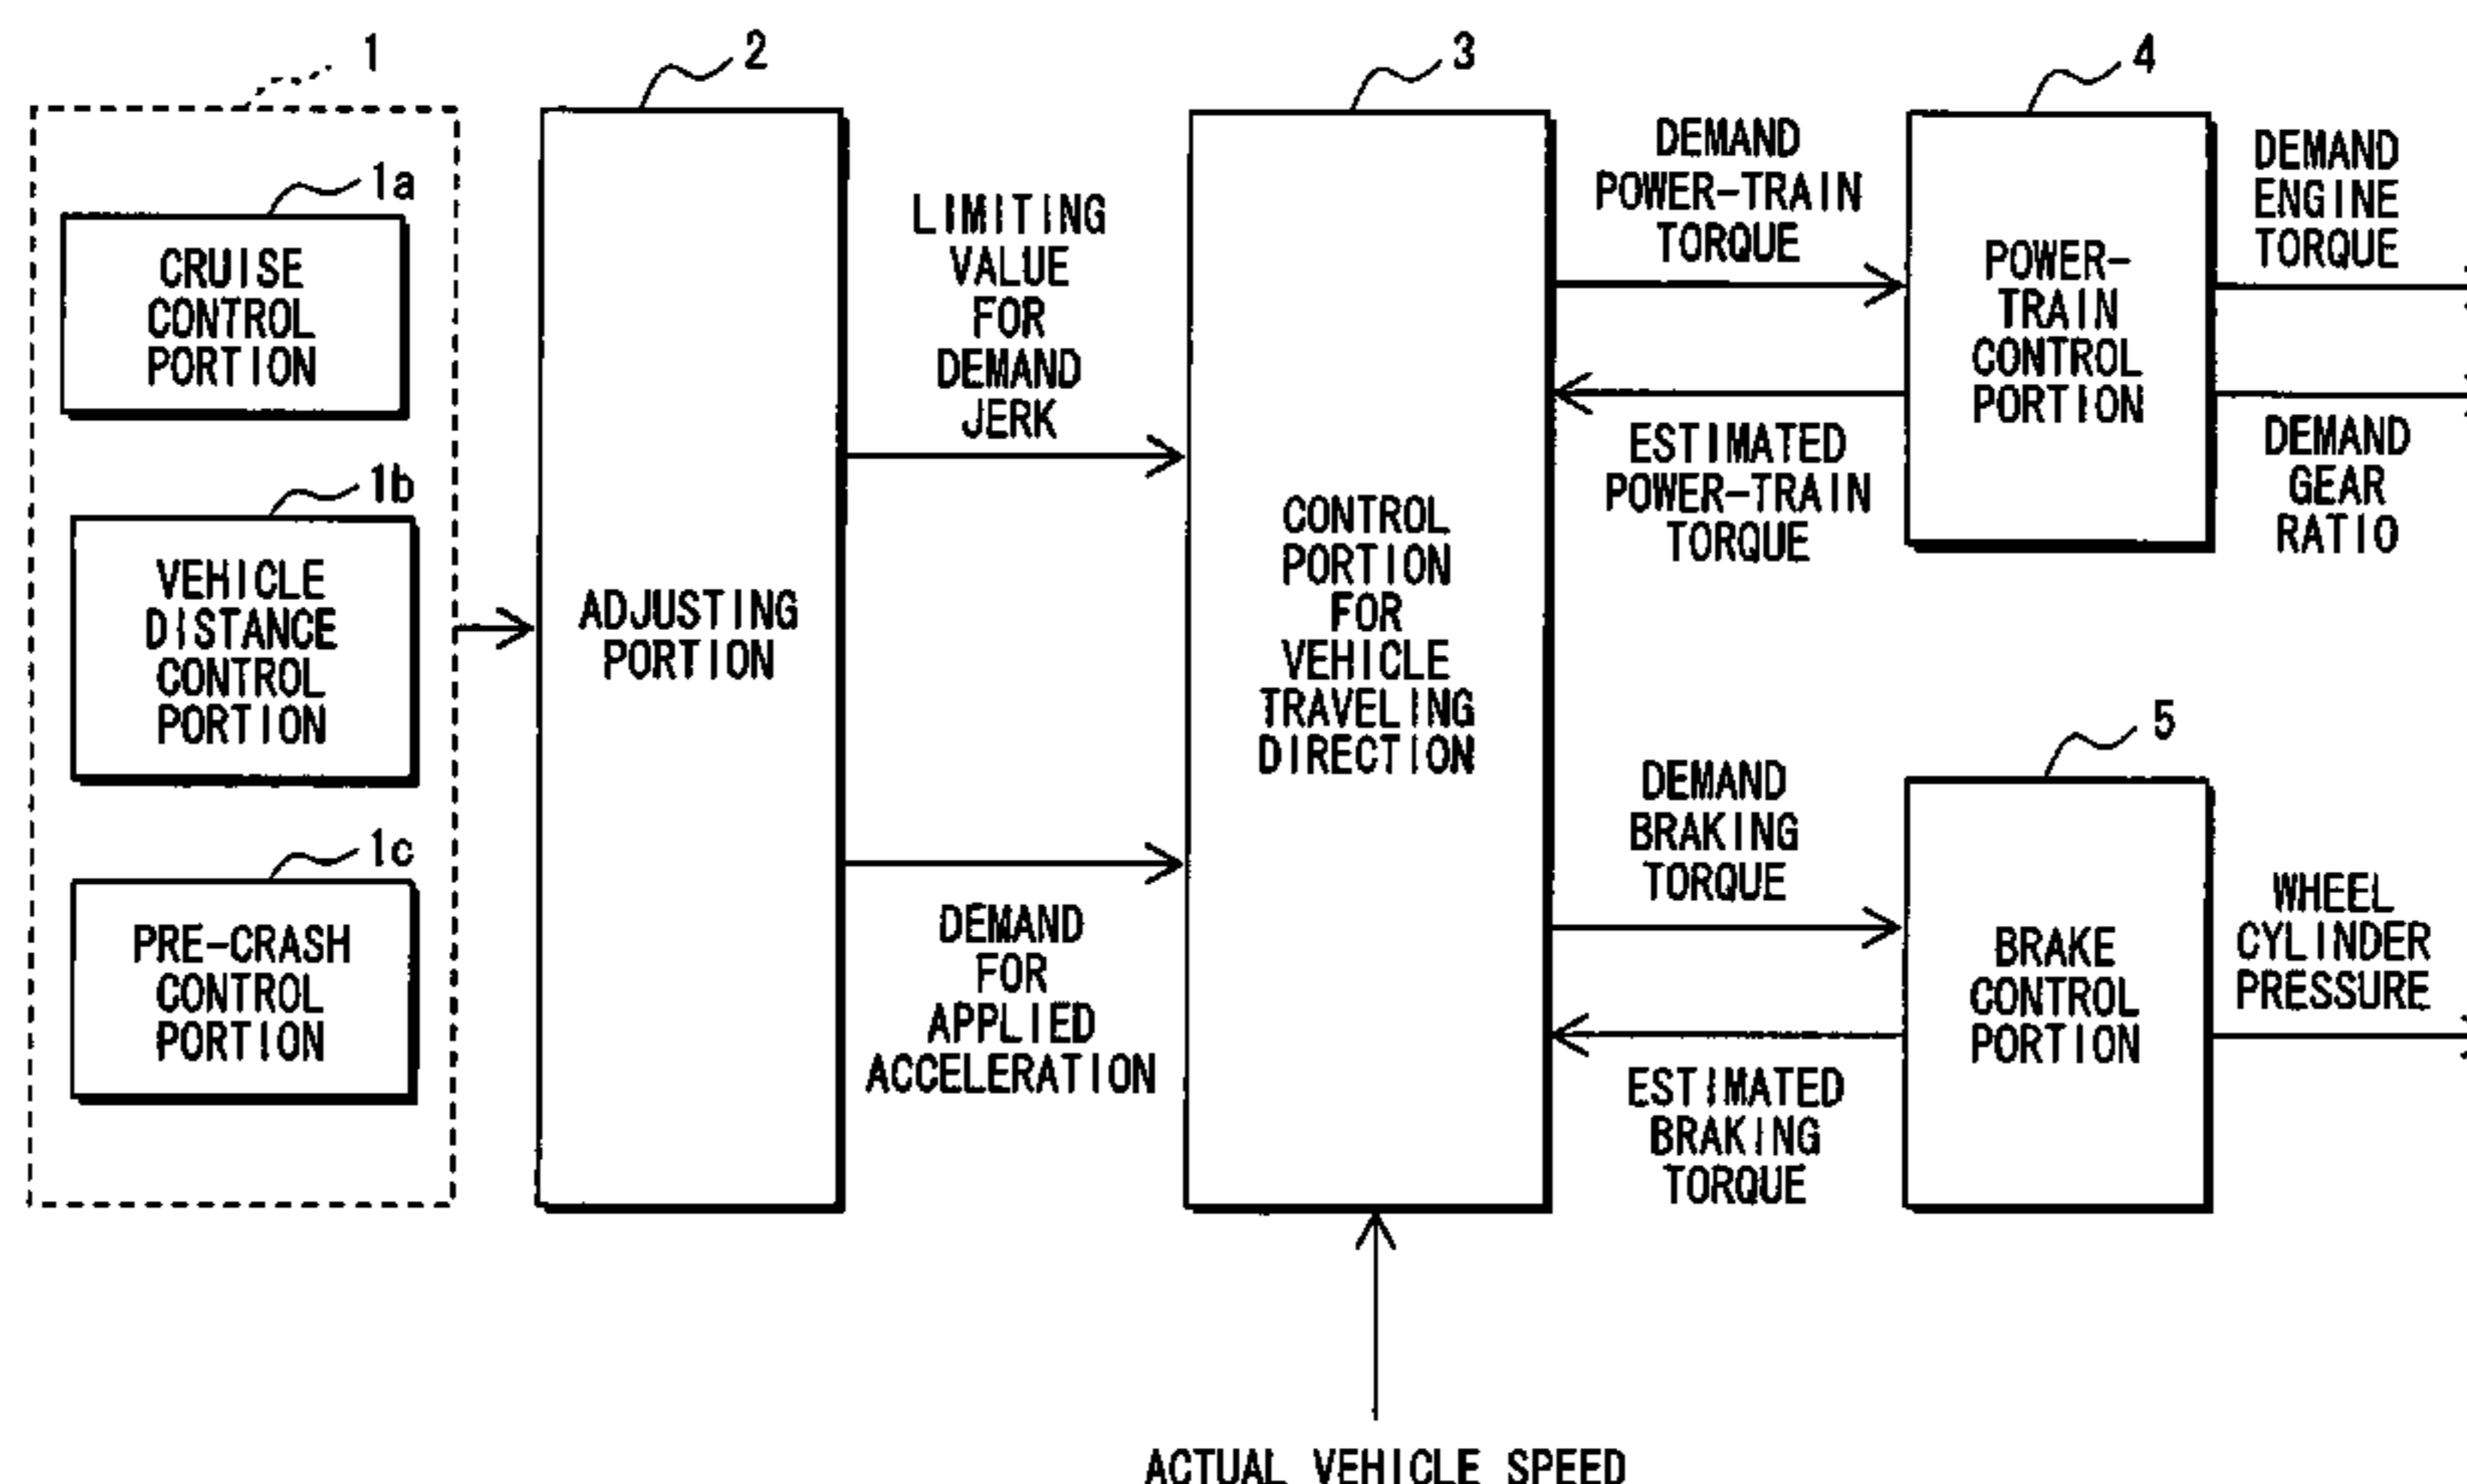 1
2
3
4
1a
CRUISE
CONTROL
PORTION
1b
VEHICLE
DISTANCE
CONTROL
PORTION
1c
PRE-CRASH
CONTROL
PORTION
ADJUSTING
PORTION
LIMITING
VALUE
FOR
DEMAND
JERK
DEMAND
FOR
APPLIED
ACCELERATION
CONTROL
PORTION
FOR
VEHICLE
TRAVELING
DIRECTION
DEMAND
POWER-TRAIN
TORQUE
ESTIMATED
POWER-TRAIN
TORQUE
POWER-
TRAIN
CONTROL
PORTION
DEMAND
ENGINE
TORQUE
DEMAND
GEAR
RATIO
DEMAND
BRAKING
TORQUE
ESTIMATED
BRAKING
TORQUE
5
BRAKE
CONTROL
PORTION
WHEEL
CYLINDER
PRESSURE
ACTUAL VEHICLE SPEED